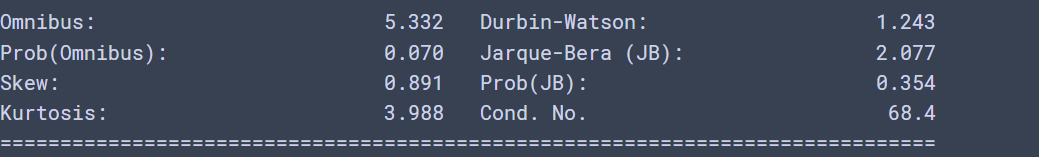 Omnibus:                        5.332   Durbin-Watson:                   1.243
Prob(Omnibus):                  0.070   Jarque-Bera (JB):                2.077
Skew:                           0.891   Prob(JB):                        0.354
Kurtosis:                       3.988   Cond. No.                         68.4
==============================================================================